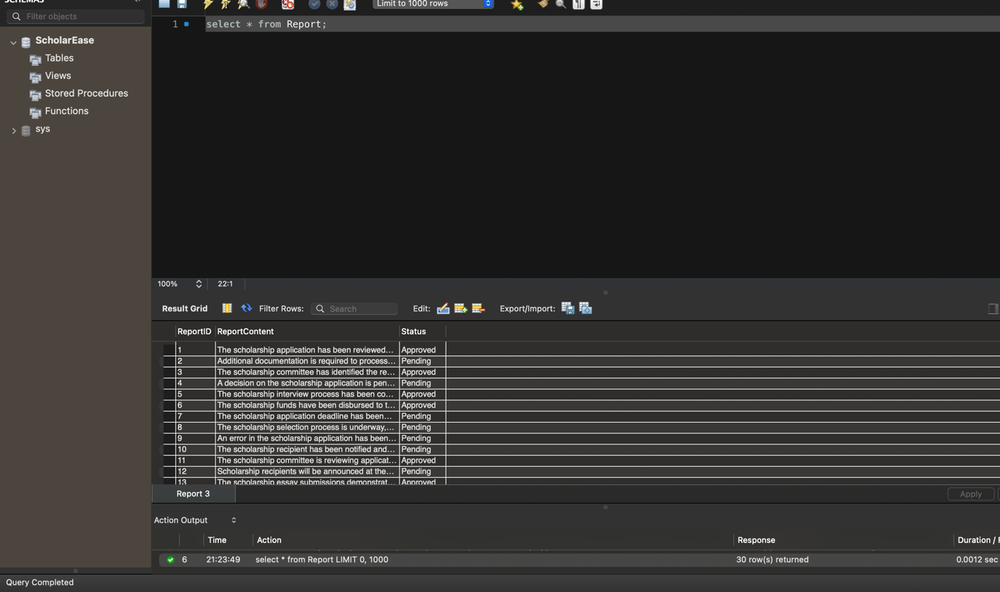 SCHEMAS
Filter objects
ScholarEase
Tables
Views
Stored Procedures
Functions
sys
Limit to 1000 rows
1 select * from Report;
100% 22:1
Result Grid Filter Rows: Search Edit: Export/Import:
ReportID ReportContent Status
1 The scholarship application has been reviewed... Approved
2 Additional documentation is required to process... Pending
3 The scholarship committee has identified the re... Approved
4 A decision on the scholarship application is pen... Pending
5 The scholarship interview process has been co... Approved
6 The scholarship funds have been disbursed to t... Approved
7 The scholarship application deadline has been... Pending
8 The scholarship selection process is underway,... Pending
9 An error in the scholarship application has been... Pending
10 The scholarship recipient has been notified and... Pending
11 The scholarship committee is reviewing applicat... Approved
12 Scholarship recipients will be announced at the... Pending
13 The scholarship essay submissions demonstrat... Approved
Report 3 Apply
Action Output
Time Action Response Duration /
6 21:23:49 select * from Report LIMIT 0, 1000 30 row(s) returned 0.0012 sec
Query Completed